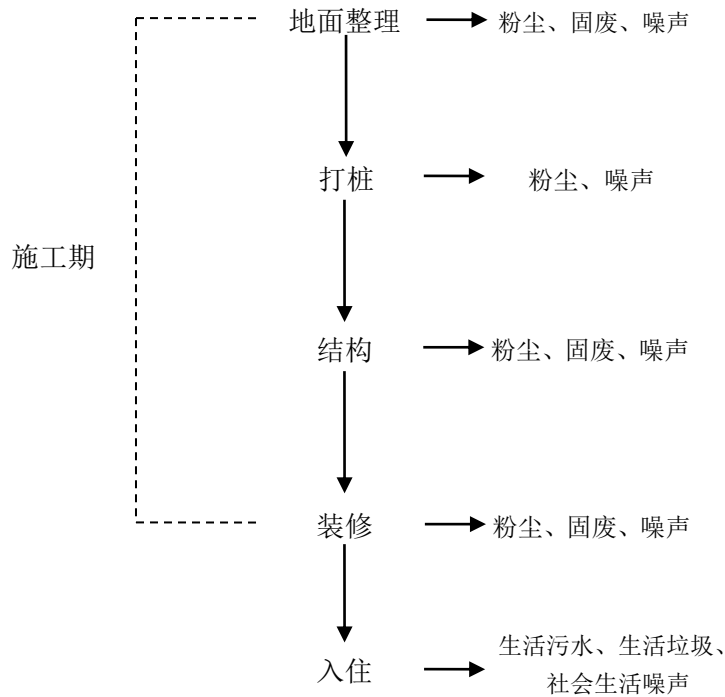 地面整理
粉尘、固废、噪声
打桩
粉尘、噪声
施工期
结构
粉尘、固废、噪声
装修
粉尘、固废、噪声
入住
生活污水、生活垃圾、
社会生活噪声